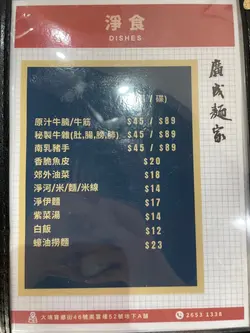 淨食
DISHES
/ 碟)
原汁牛腩/牛筋 $45 / $89
秘製牛雜(肚,腸,膀,肺) $45 / $89
南乳豬手 $45 / $89
香脆魚皮 $20
郊外油菜 $18
淨河/米/麵/米線 $14
淨伊麵 $17
紫菜湯 $14
白飯 $12
蠔油撈麵 $23
廣成麵家
2653 1338